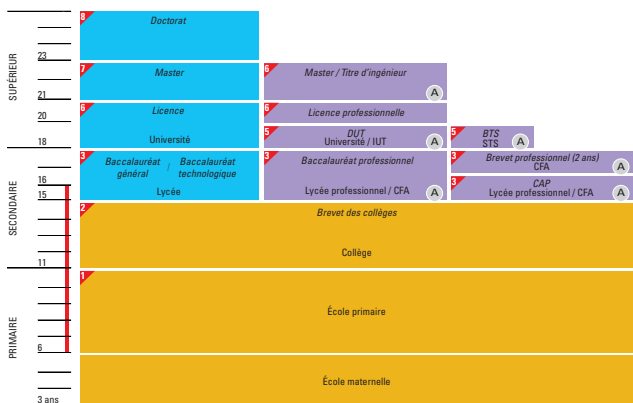 SUPÉRIEUR
SECONDAIRE
PRIMAIRE
23
21
20
18
16
15
11
6
3 ans
8
Doctorat
7
Master
6
Master / Titre d'ingénieur
A
6
Licence
Université
6
Licence professionnelle
5
DUT
Université / IUT
A
5
BTS
STS
A
3
Baccalauréat général / Baccalauréat technologique
Lycée
3
Baccalauréat professionnel
Lycée professionnel / CFA
A
3
Brevet professionnel (2 ans)
CFA
A
3
CAP
Lycée professionnel / CFA
A
2
Brevet des collèges
Collège
1
École primaire
École maternelle